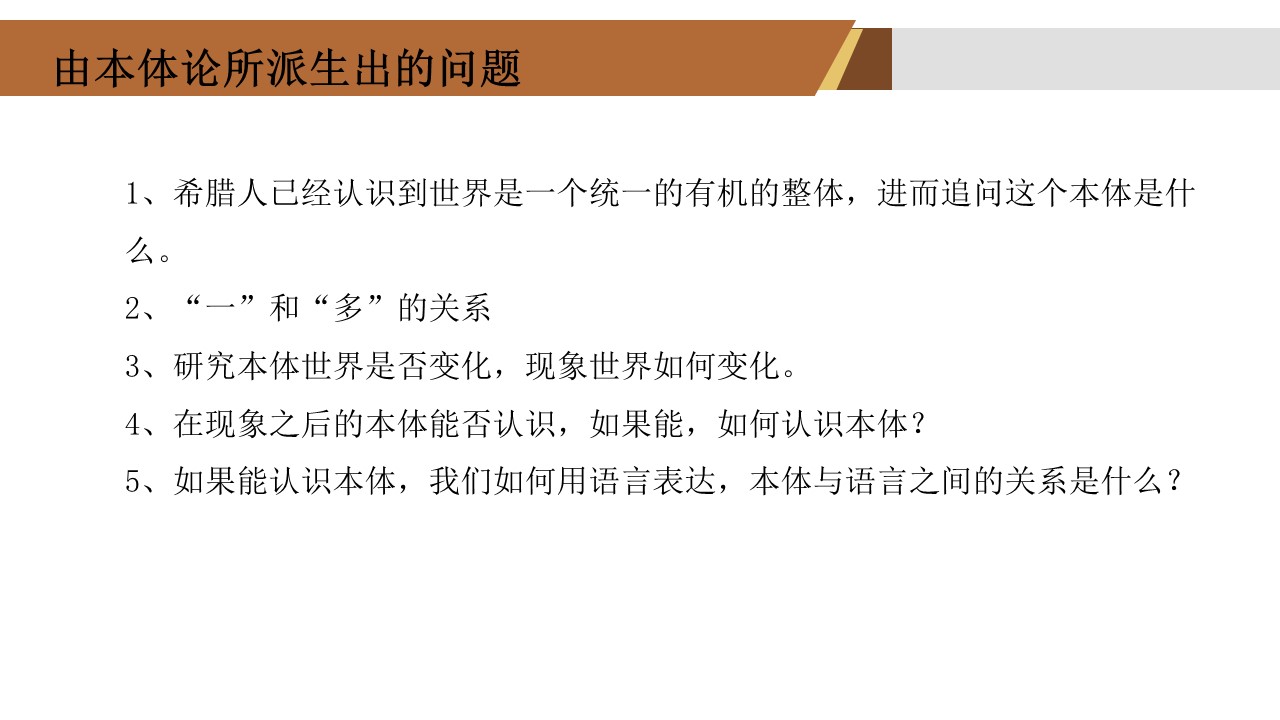 由本体论所派生出的问题
1、希腊人已经认识到世界是一个统一的有机的整体，进而追问这个本体是什
么。
2、“一”和“多”的关系
3、研究本体世界是否变化，现象世界如何变化。
4、在现象之后的本体能否认识，如果能，如何认识本体？
5、如果能认识本体，我们如何用语言表达，本体与语言之间的关系是什么？